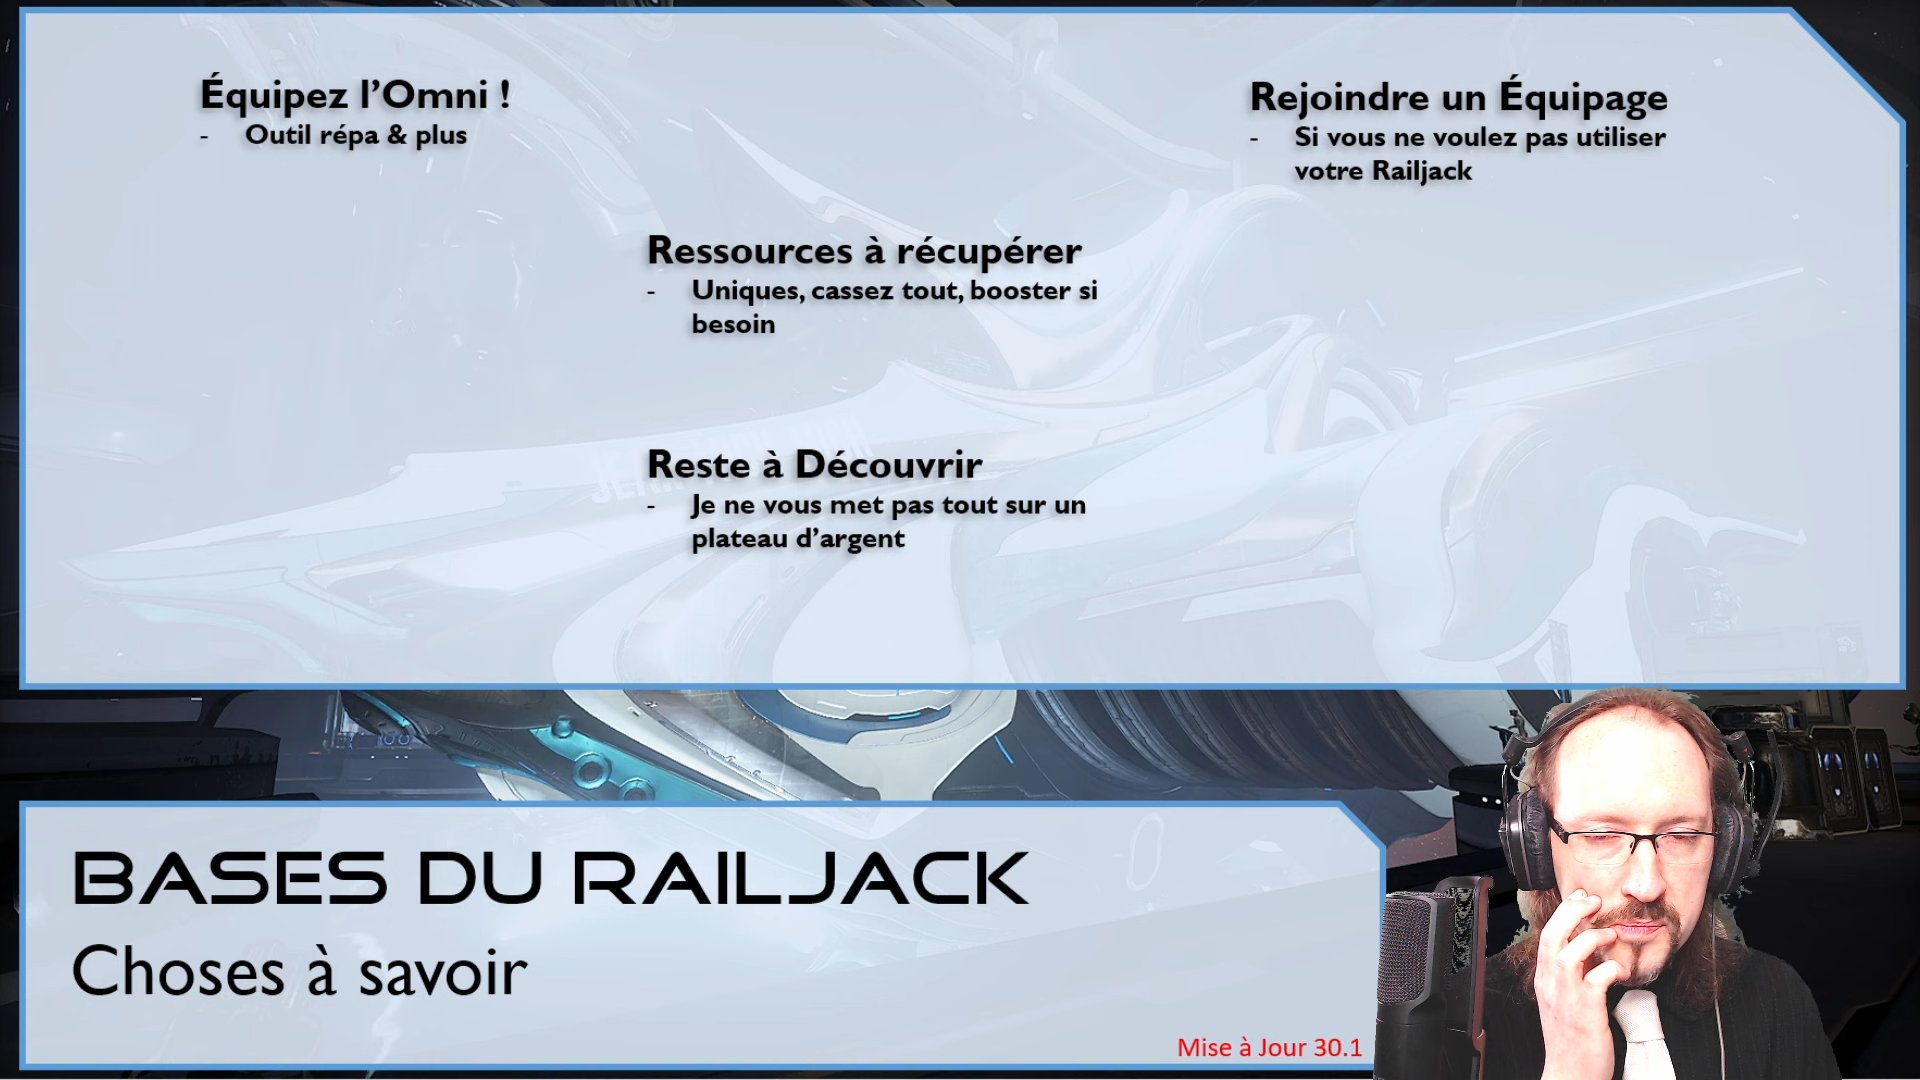 Équipez l’Omni !
- Outil répa & plus
Rejoindre un Équipage
- Si vous ne voulez pas utiliser
votre Railjack
Ressources à récupérer
- Uniques, cassez tout, booster si
besoin
Reste à Découvrir
- Je ne vous met pas tout sur un
plateau d’argent
BASES DU RAILJACK
Choses à savoir
Mise à Jour 30.1